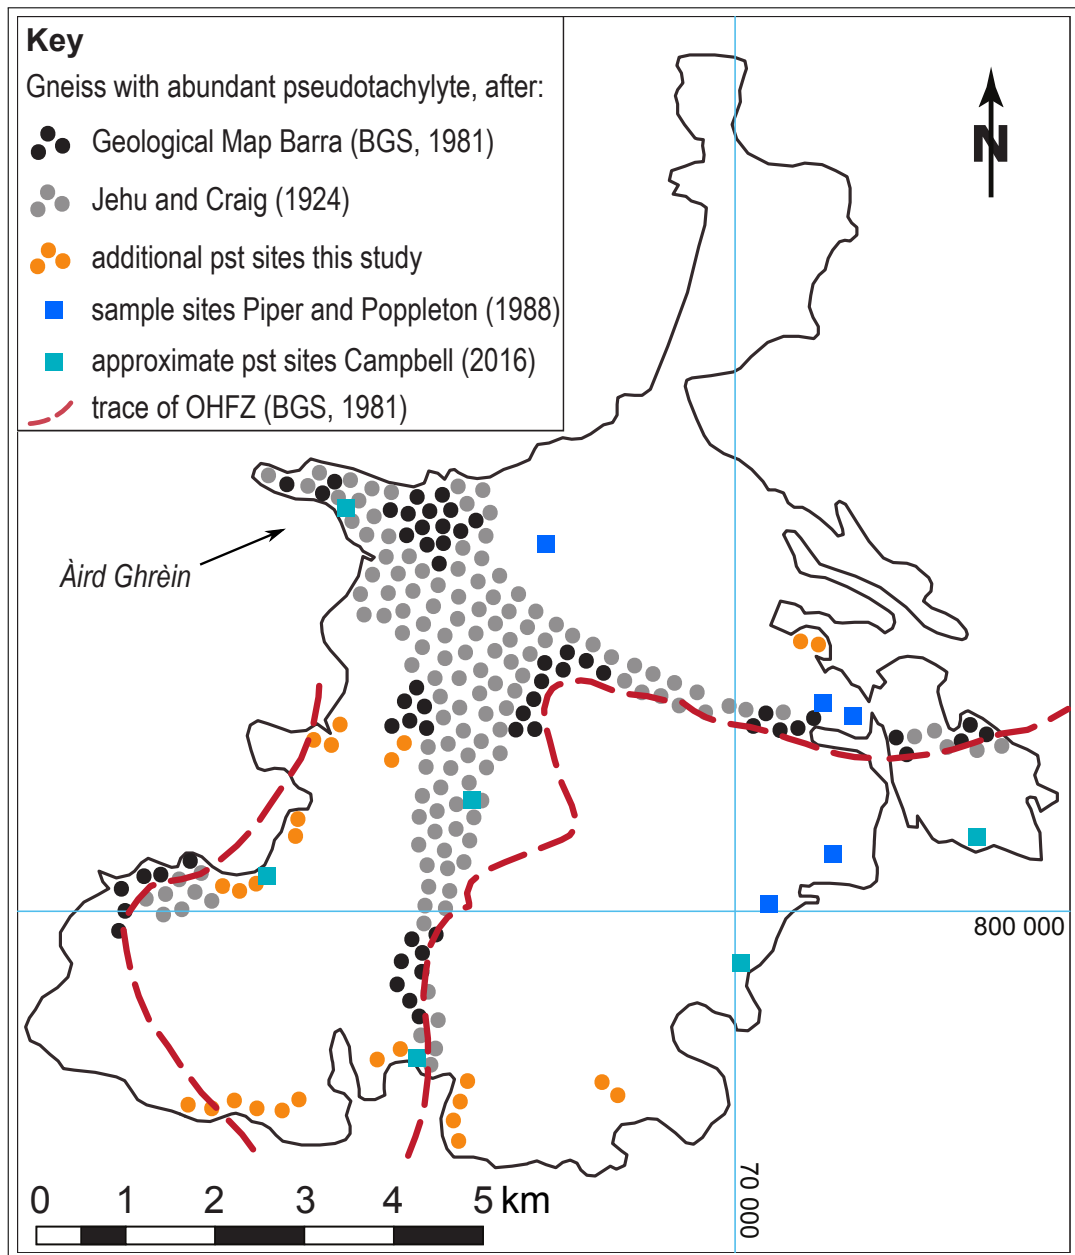 Key
Gneiss with abundant pseudotachylyte, after:
Geological Map Barra (BGS, 1981)
Jehu and Craig (1924)
additional pst sites this study
sample sites Piper and Poppleton (1988)
approximate pst sites Campbell (2016)
trace of OHFZ (BGS, 1981)
N
Àird Ghrèin
800 000
70 000
0 1 2 3 4 5 km